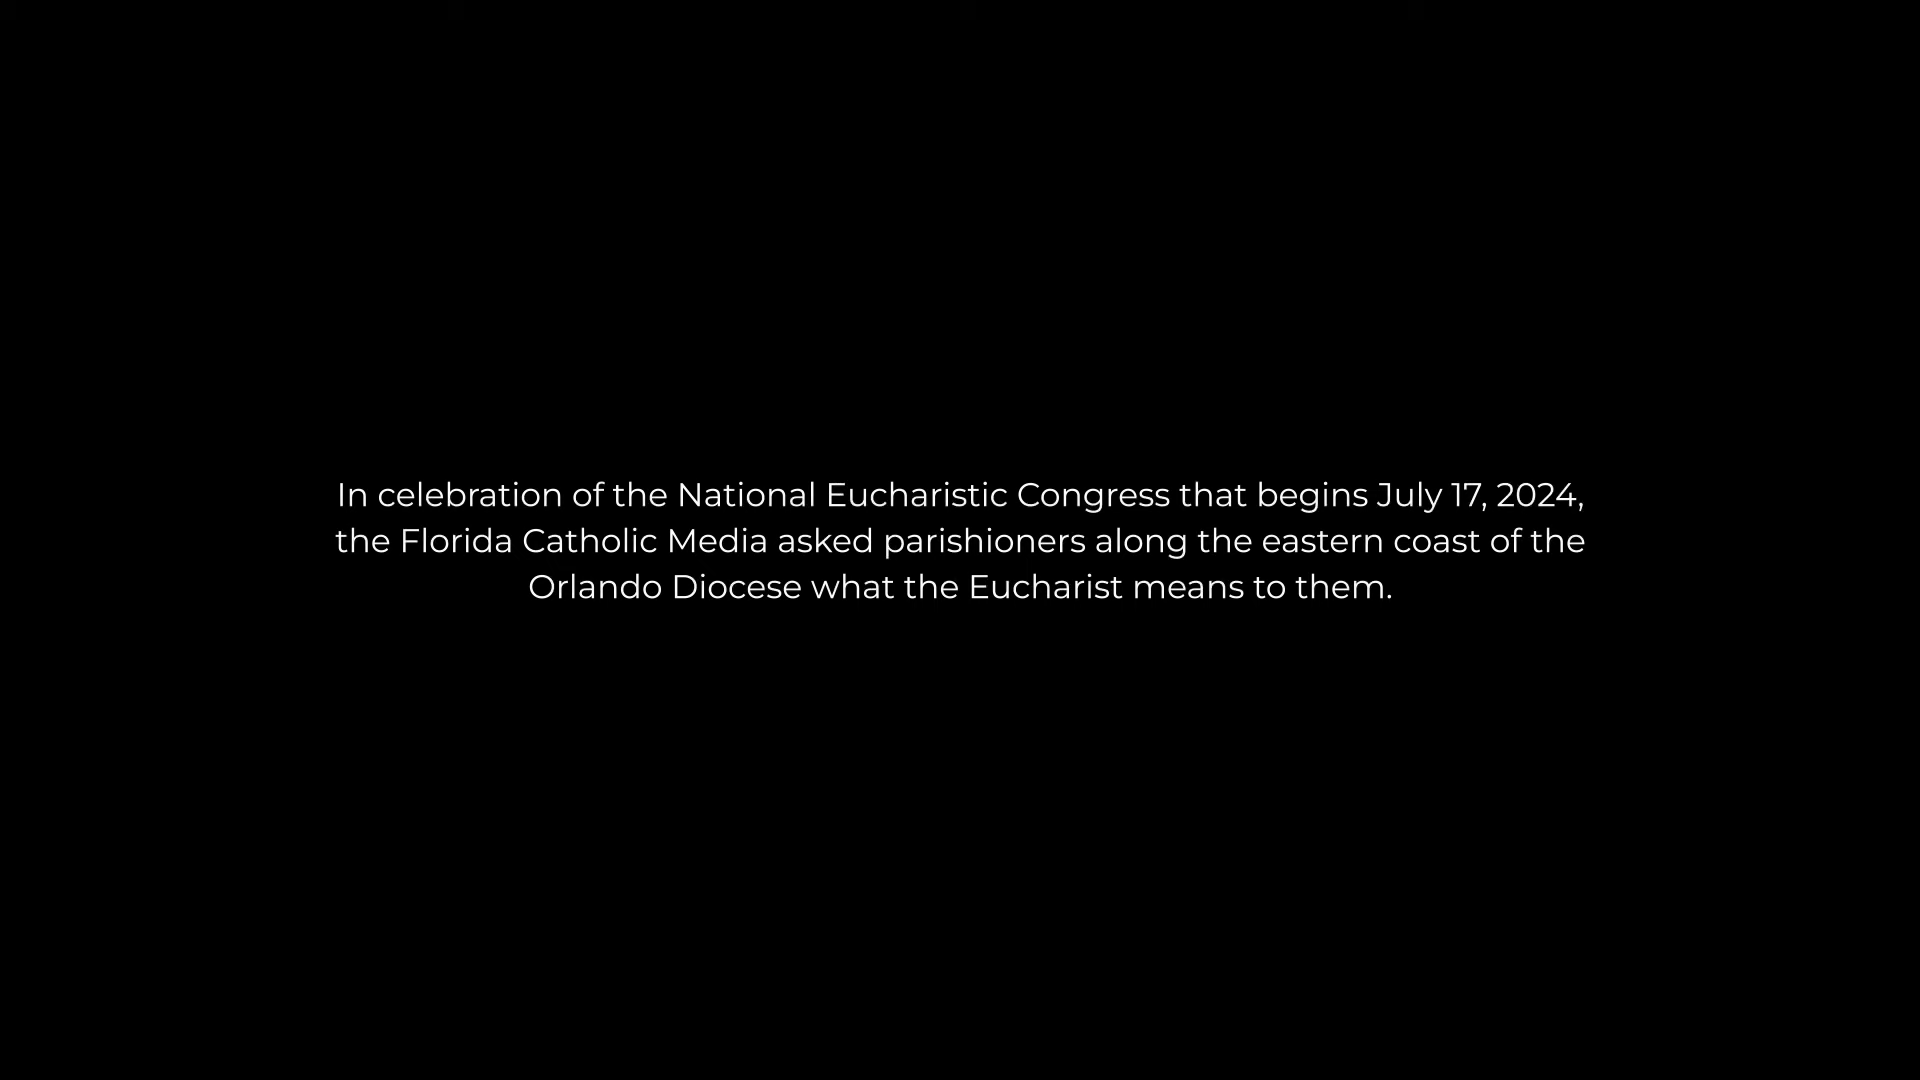 In celebration of the National Eucharistic Congress that begins July 17, 2024,
the Florida Catholic Media asked parishioners along the eastern coast of the
Orlando Diocese what the Eucharist means to them.